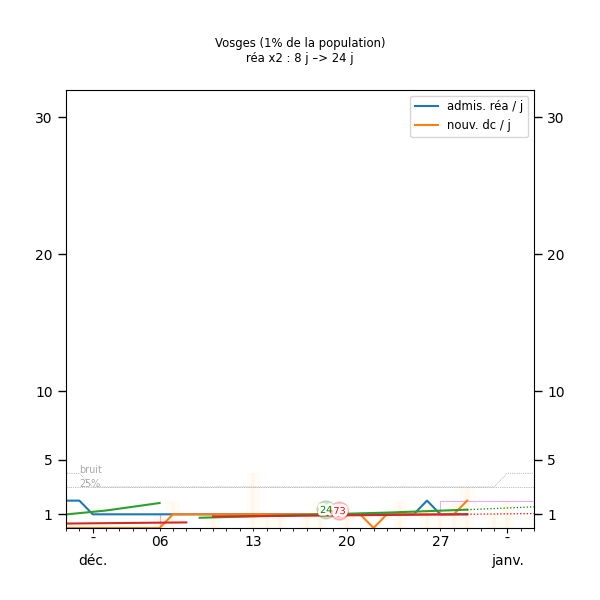 Vosges (1% de la population)
réa x2 : 8 j –> 24 j
admis. réa / j
nouv. dc / j
30 30
20 20
10 10
5 5
bruit
25%
24 73
1 1
- 06 13 20 27 -
déc. janv.